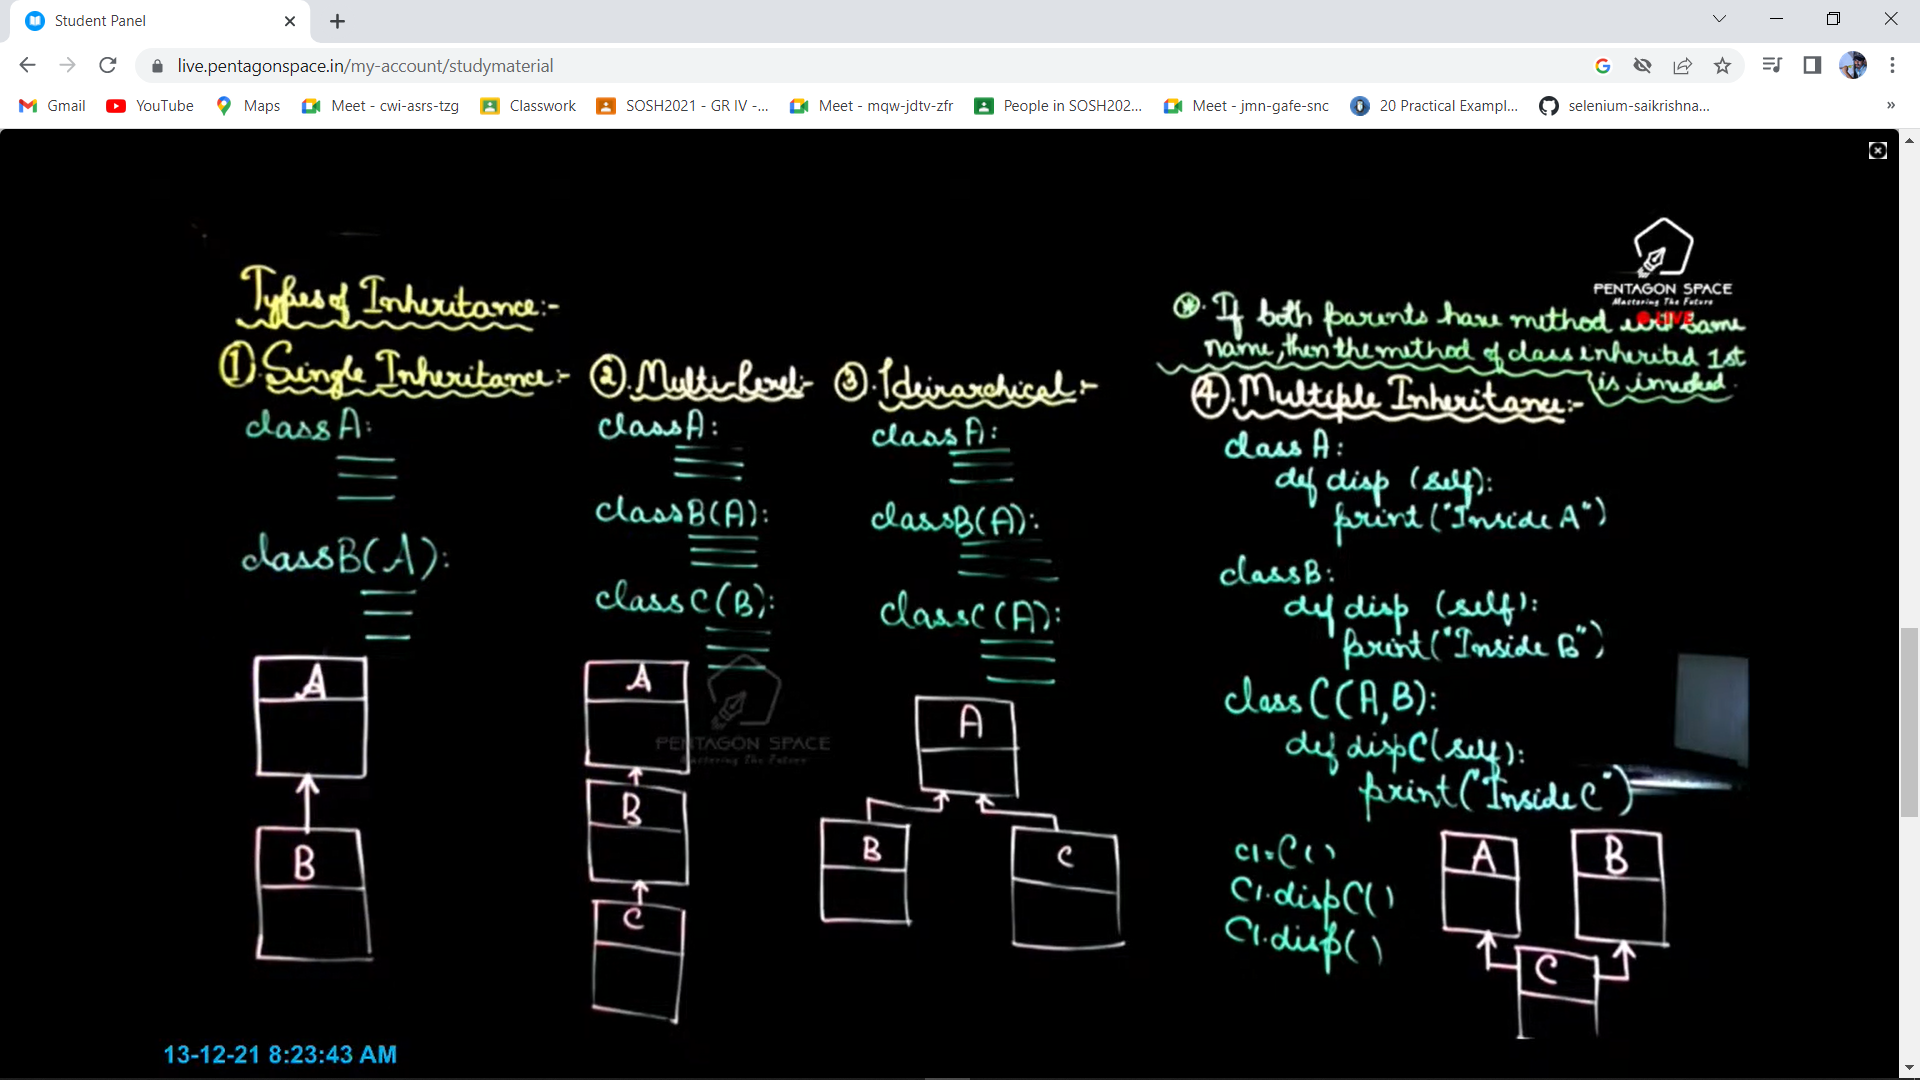 Student Panel
live.pentagonspace.in/my-account/studymaterial
Gmail
YouTube
Maps
Meet - cwi-asrs-tzg
Classwork
SOSH2021 - GR IV -...
Meet - mqw-jdtv-zfr
People in SOSH202...
Meet - jmn-gafe-snc
20 Practical Exampl...
selenium-saikrishna...
»
PENTAGON SPACE
Mastering The Future
LIVE
Types of Inheritance:-
① Single Inheritance:-
class A:
class B(A):
A
B
② Multi-Level:-
class A:
class B(A):
class C(B):
A
B
C
PENTAGON SPACE
Mastering The Future
③ Heirarchical:-
class A:
class B(A):
class C(A):
A
B
C
If both parents have method same
name, then the method of class inherited 1st
is invoked.
④ Multiple Inheritance:-
class A:
def disp (self):
print("Inside A")
class B:
def disp (self):
print("Inside B")
class C(A,B):
def dispC(self):
print("Inside C")
C1=C()
C1.dispC()
C1.disp()
A
B
C
13-12-21 8:23:43 AM